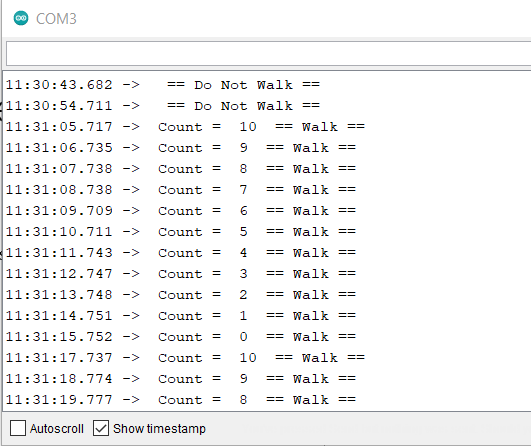 COM3
11:30:43.682 -> == Do Not Walk ==
11:30:54.711 -> == Do Not Walk ==
11:31:05.717 -> Count = 10 == Walk ==
11:31:06.735 -> Count = 9 == Walk ==
11:31:07.738 -> Count = 8 == Walk ==
11:31:08.738 -> Count = 7 == Walk ==
11:31:09.709 -> Count = 6 == Walk ==
11:31:10.711 -> Count = 5 == Walk ==
11:31:11.743 -> Count = 4 == Walk ==
11:31:12.747 -> Count = 3 == Walk ==
11:31:13.748 -> Count = 2 == Walk ==
11:31:14.751 -> Count = 1 == Walk ==
11:31:15.752 -> Count = 0 == Walk ==
11:31:17.737 -> Count = 10 == Walk ==
11:31:18.774 -> Count = 9 == Walk ==
11:31:19.777 -> Count = 8 == Walk ==
Autoscroll Show timestamp